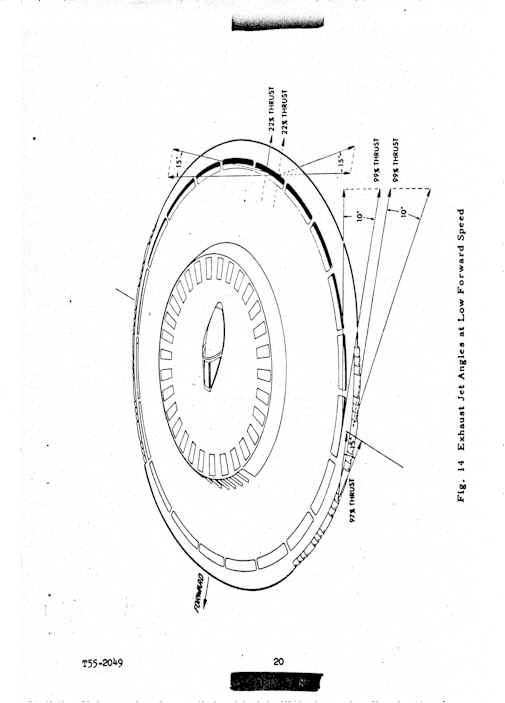 22% THRUST
22% THRUST
15°
15°
99% THRUST
99% THRUST
10°
10°
15°
97% THRUST
FORWARD
Fig. 14 Exhaust Jet Angles at Low Forward Speed
T55-2049
20